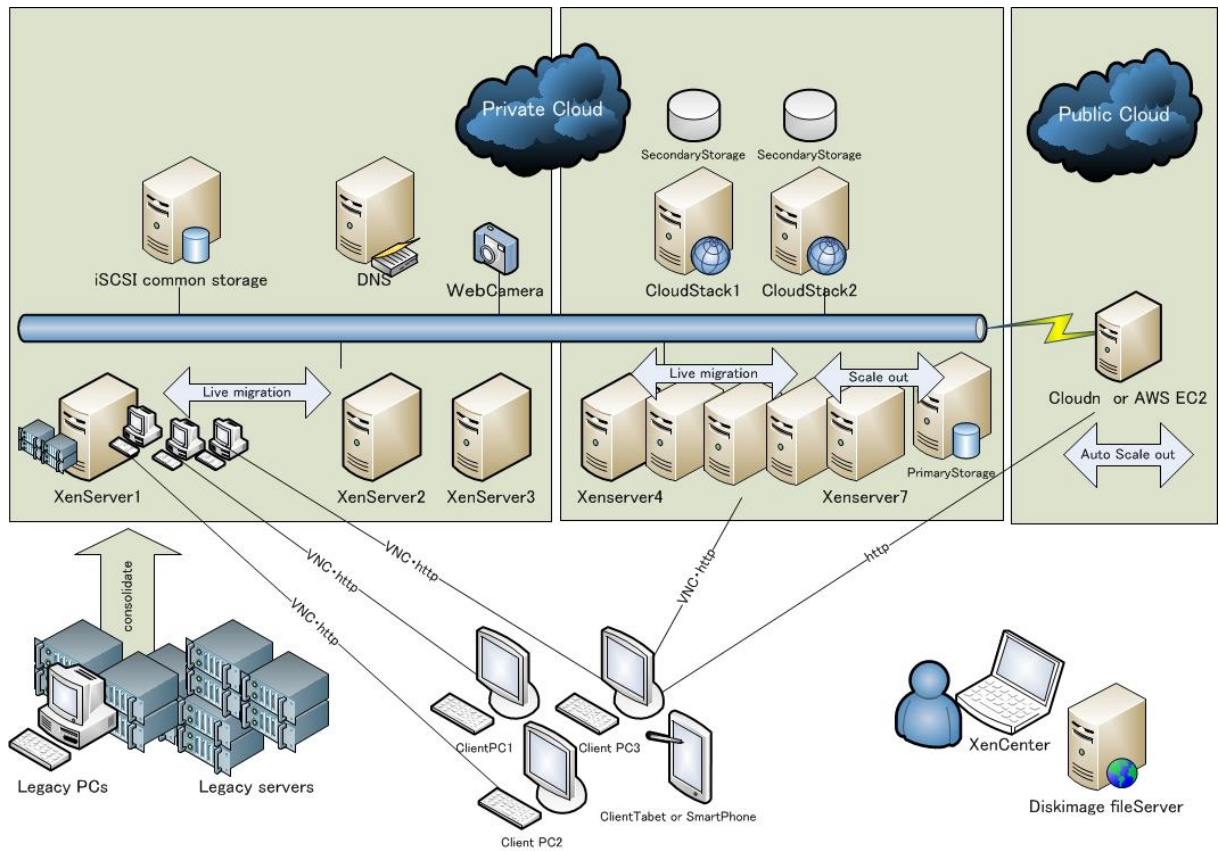 Private Cloud
Public Cloud
SecondaryStorage
SecondaryStorage
iSCSI common storage
DNS
WebCamera
CloudStack1
CloudStack2
Live migration
Live migration
Scale out
Cloudn or AWS EC2
Auto Scale out
XenServer1
XenServer2
XenServer3
Xenserver4
Xenserver7
PrimaryStorage
consolidate
VNC・http
VNC・http
VNC・http
VNC・http
http
Legacy PCs
Legacy servers
ClientPC1
Client PC3
Client PC2
ClientTabet or SmartPhone
XenCenter
Diskimage fileServer